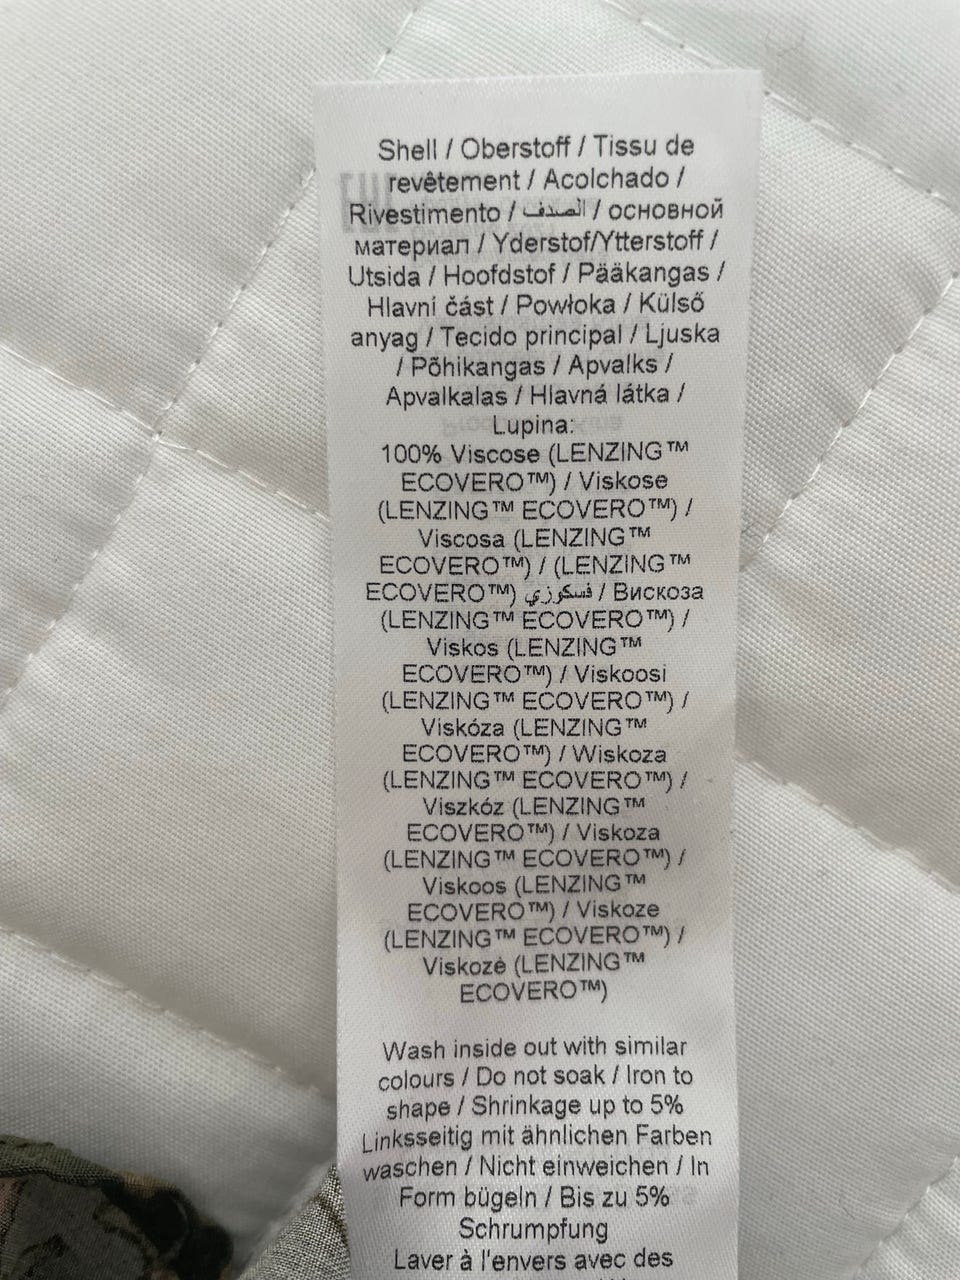 Shell / Oberstoff / Tissu de
revêtement / Acolchado /
Rivestimento / الصدف / основной
материал / Yderstof/Ytterstoff /
Utsida / Hoofdstof / Pääkangas /
Hlavní část / Powłoka / Külső
anyag / Tecido principal / Ljuska
/ Põhikangas / Apvalks /
Apvalkalas / Hlavná látka /
Lupina:
100% Viscose (LENZING™
ECOVERO™) / Viskose
(LENZING™ ECOVERO™) /
Viscosa (LENZING™
ECOVERO™) / (LENZING™
ECOVERO™) فسكوزي / Вискоза
(LENZING™ ECOVERO™) /
Viskos (LENZING™
ECOVERO™) / Viskoosi
(LENZING™ ECOVERO™) /
Viskóza (LENZING™
ECOVERO™) / Wiskoza
(LENZING™ ECOVERO™) /
Viszkóz (LENZING™
ECOVERO™) / Viskoza
(LENZING™ ECOVERO™) /
Viskoos (LENZING™
ECOVERO™) / Viskoze
(LENZING™ ECOVERO™) /
Viskozė (LENZING™
ECOVERO™)
Wash inside out with similar
colours / Do not soak / Iron to
shape / Shrinkage up to 5%
Linksseitig mit ähnlichen Farben
waschen / Nicht einweichen / In
Form bügeln / Bis zu 5%
Schrumpfung
Laver à l'envers avec des